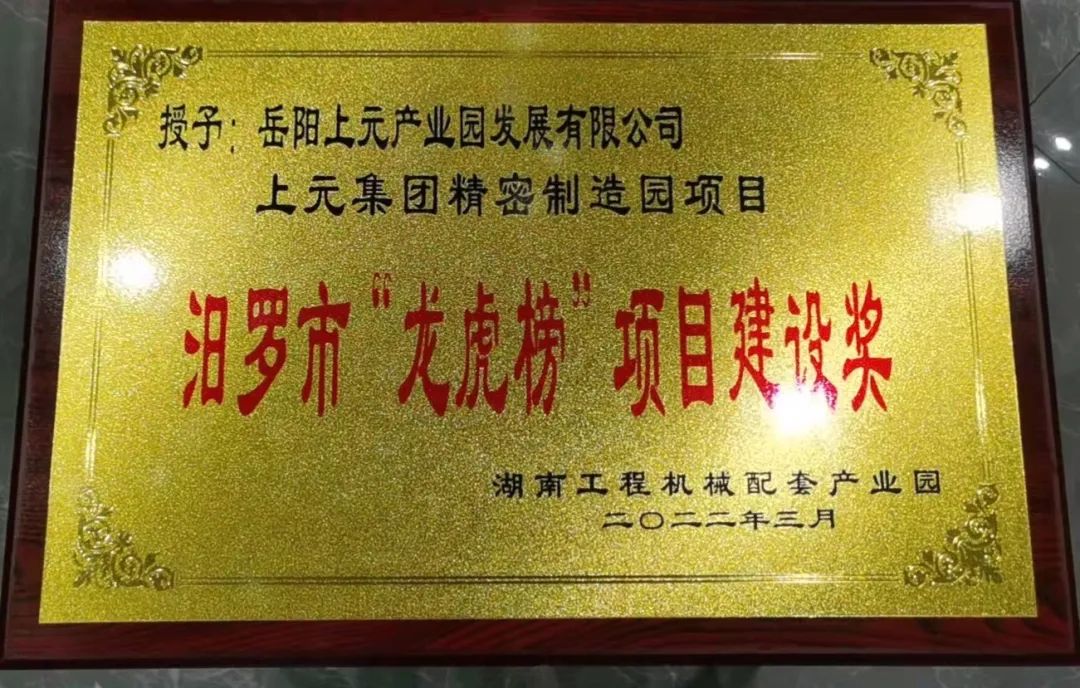 授予：岳阳上元产业园发展有限公司
上元集团精密制造园项目
汨罗市“龙虎榜”项目建设奖
湖南工程机械配套产业园
二〇二二年三月